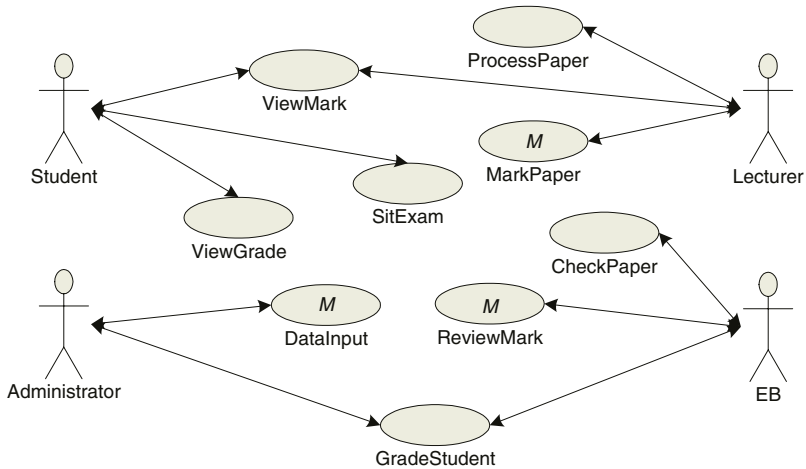 ProcessPaper
ViewMark
M
MarkPaper
Student
Lecturer
SitExam
ViewGrade
CheckPaper
M
DataInput
M
ReviewMark
Administrator
EB
GradeStudent